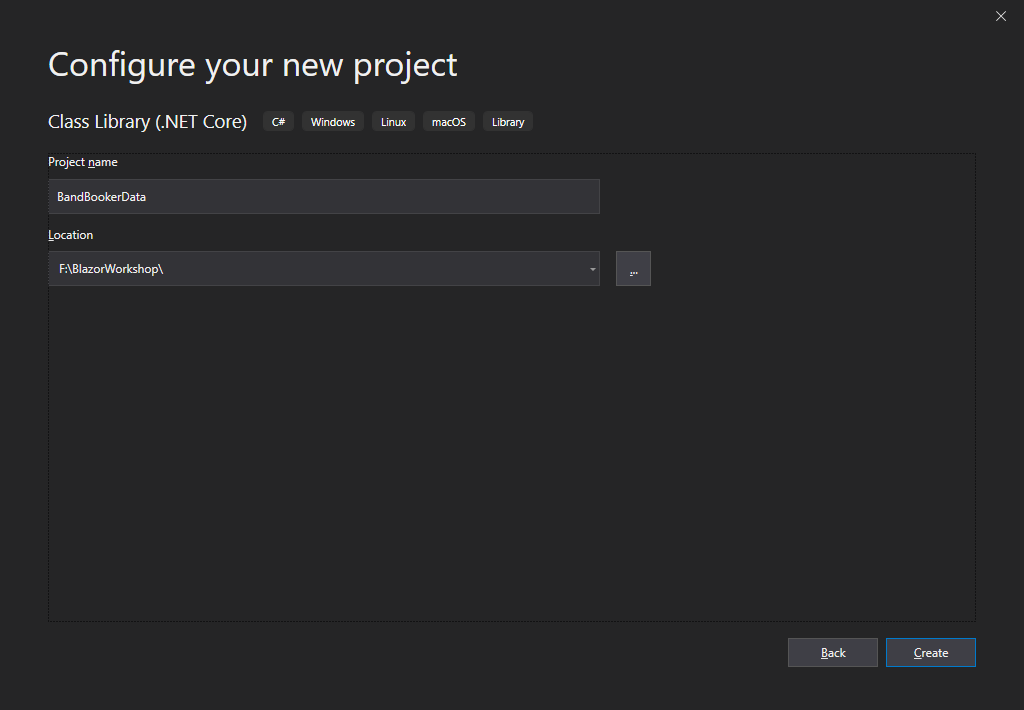 Configure your new project
Class Library (.NET Core) C# Windows Linux macOS Library
Project name
BandBookerData
Location
F:\BlazorWorkshop\
...
Back Create